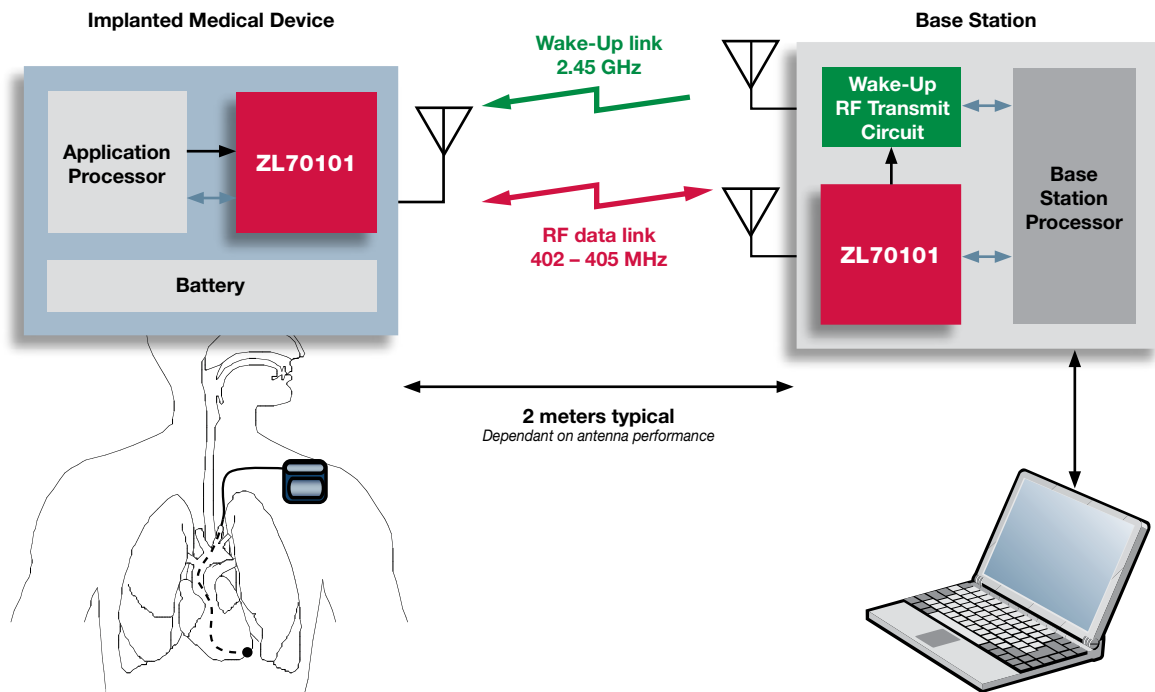 Implanted Medical Device
Base Station
Wake-Up link
2.45 GHz
Application
Processor
ZL70101
Battery
RF data link
402 – 405 MHz
Wake-Up
RF Transmit
Circuit
ZL70101
Base
Station
Processor
2 meters typical
Dependant on antenna performance